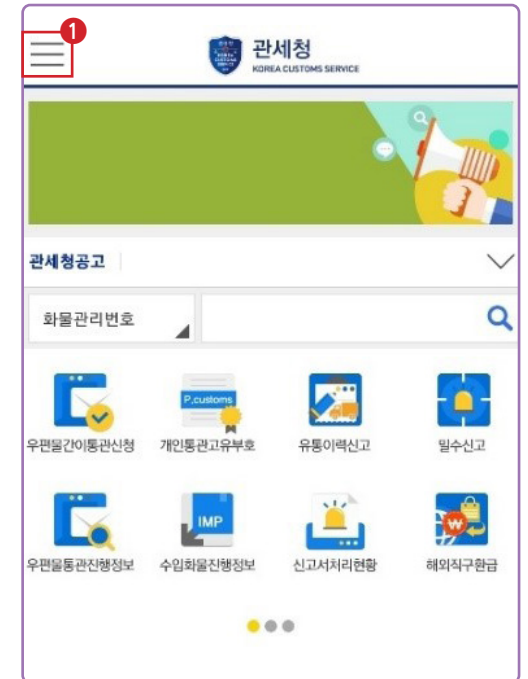 1
관세청
KOREA CUSTOMS SERVICE
관세청공고
화물관리번호
P.customs
우편물간이통관신청 개인통관고유부호 유통이력신고 밀수신고
IMP
₩
우편물통관진행정보 수입화물진행정보 신고서처리현황 해외직구환급